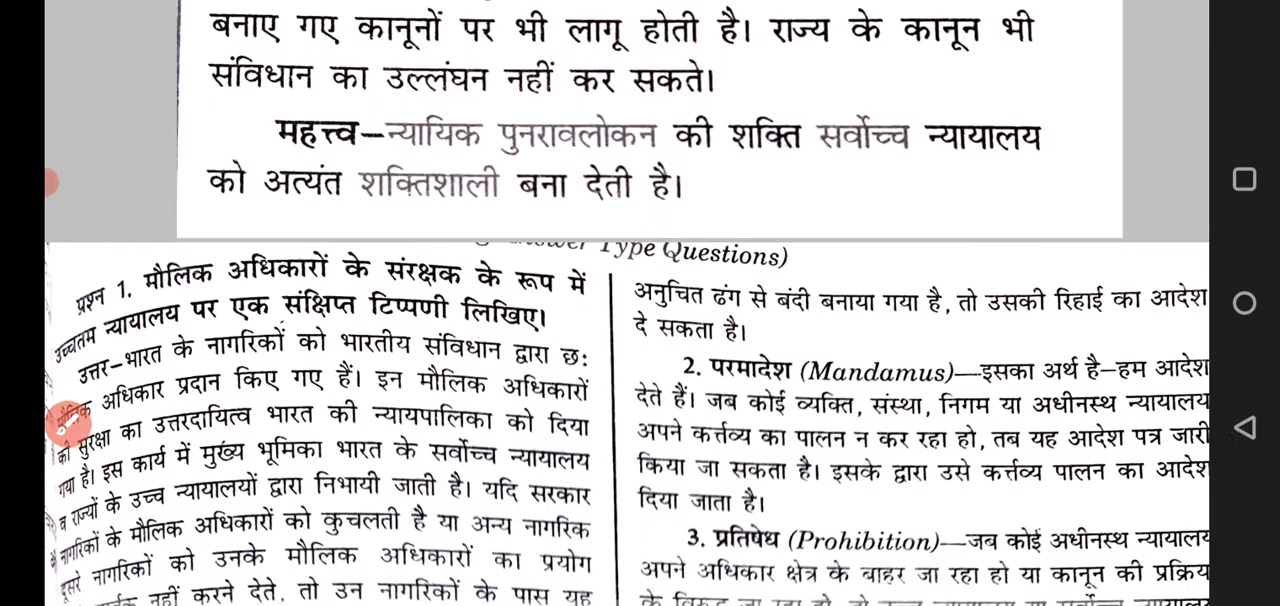 बनाए गए कानूनों पर भी लागू होती है। राज्य के कानून भी
संविधान का उल्लंघन नहीं कर सकते।
महत्त्व–न्यायिक पुनरावलोकन की शक्ति सर्वोच्च न्यायालय
को अत्यंत शक्तिशाली बना देती है।
Type Questions)
प्रश्न 1. मौलिक अधिकारों के संरक्षक के रूप में
उच्चतम न्यायालय पर एक संक्षिप्त टिप्पणी लिखिए।
उत्तर–भारत के नागरिकों को भारतीय संविधान द्वारा छः
अधिकार प्रदान किए गए हैं। इन मौलिक अधिकारों
की सुरक्षा का उत्तरदायित्व भारत की न्यायपालिका को दिया
गया है। इस कार्य में मुख्य भूमिका भारत के सर्वोच्च न्यायालय
व राज्यों के उच्च न्यायालयों द्वारा निभायी जाती है। यदि सरकार
नागरिकों के मौलिक अधिकारों को कुचलती है या अन्य नागरिक
दूसरे नागरिकों को उनके मौलिक अधिकारों का प्रयोग
नहीं करने देते, तो उन नागरिकों के पास यह
अनुचित ढंग से बंदी बनाया गया है, तो उसकी रिहाई का आदेश
दे सकता है।
2. परमादेश (Mandamus)—इसका अर्थ है–हम आदेश
देते हैं। जब कोई व्यक्ति, संस्था, निगम या अधीनस्थ न्यायालय
अपने कर्त्तव्य का पालन न कर रहा हो, तब यह आदेश पत्र जारी
किया जा सकता है। इसके द्वारा उसे कर्त्तव्य पालन का आदेश
दिया जाता है।
3. प्रतिषेध (Prohibition)—जब कोई अधीनस्थ न्यायालय
अपने अधिकार क्षेत्र के बाहर जा रहा हो या कानून की प्रक्रिय